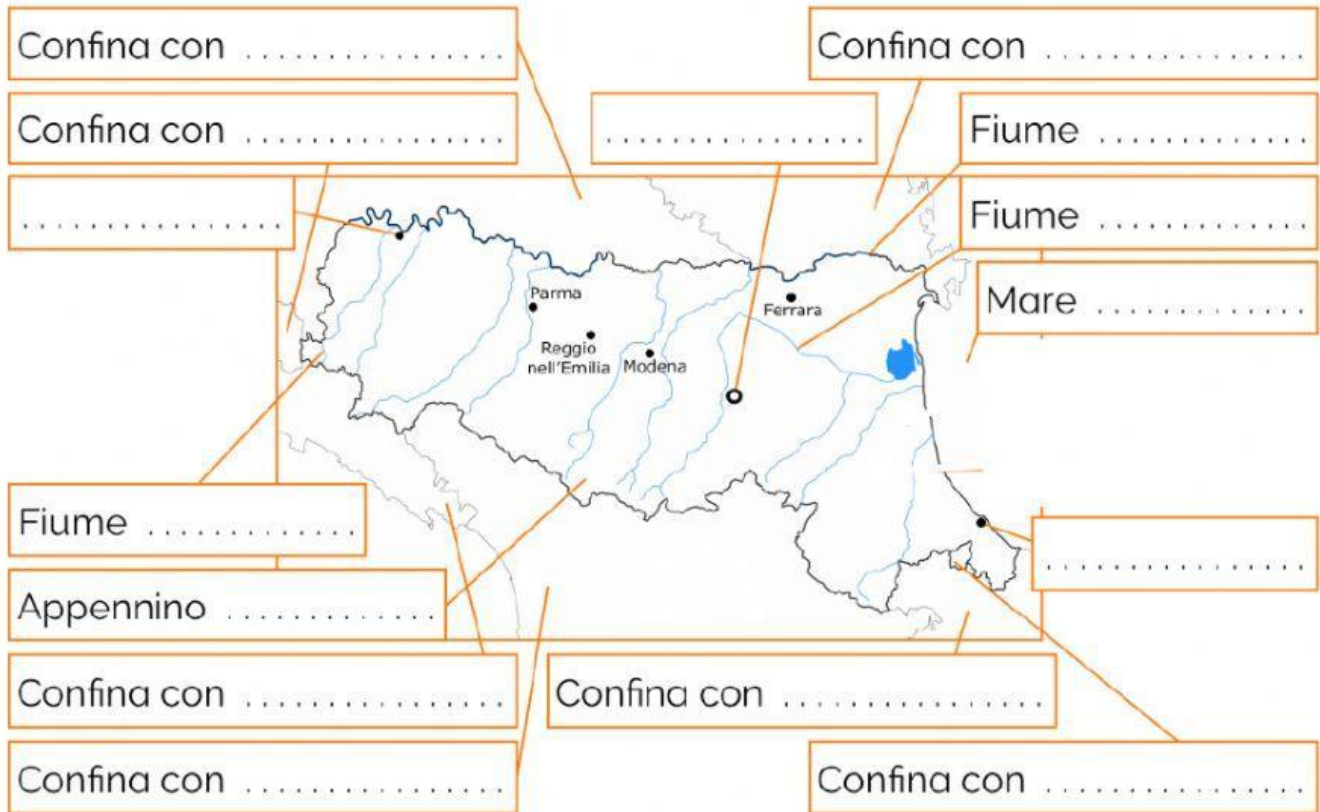 Confina con ..................
Confina con ..................
Confina con ..................
..................
Fiume ..............
..................
Fiume ..............
Mare ..............
Parma
Ferrara
Reggio
nell'Emilia
Modena
Fiume ..............
..................
Appennino ..............
Confina con ..................
Confina con ..................
Confina con ..................
Confina con ..................